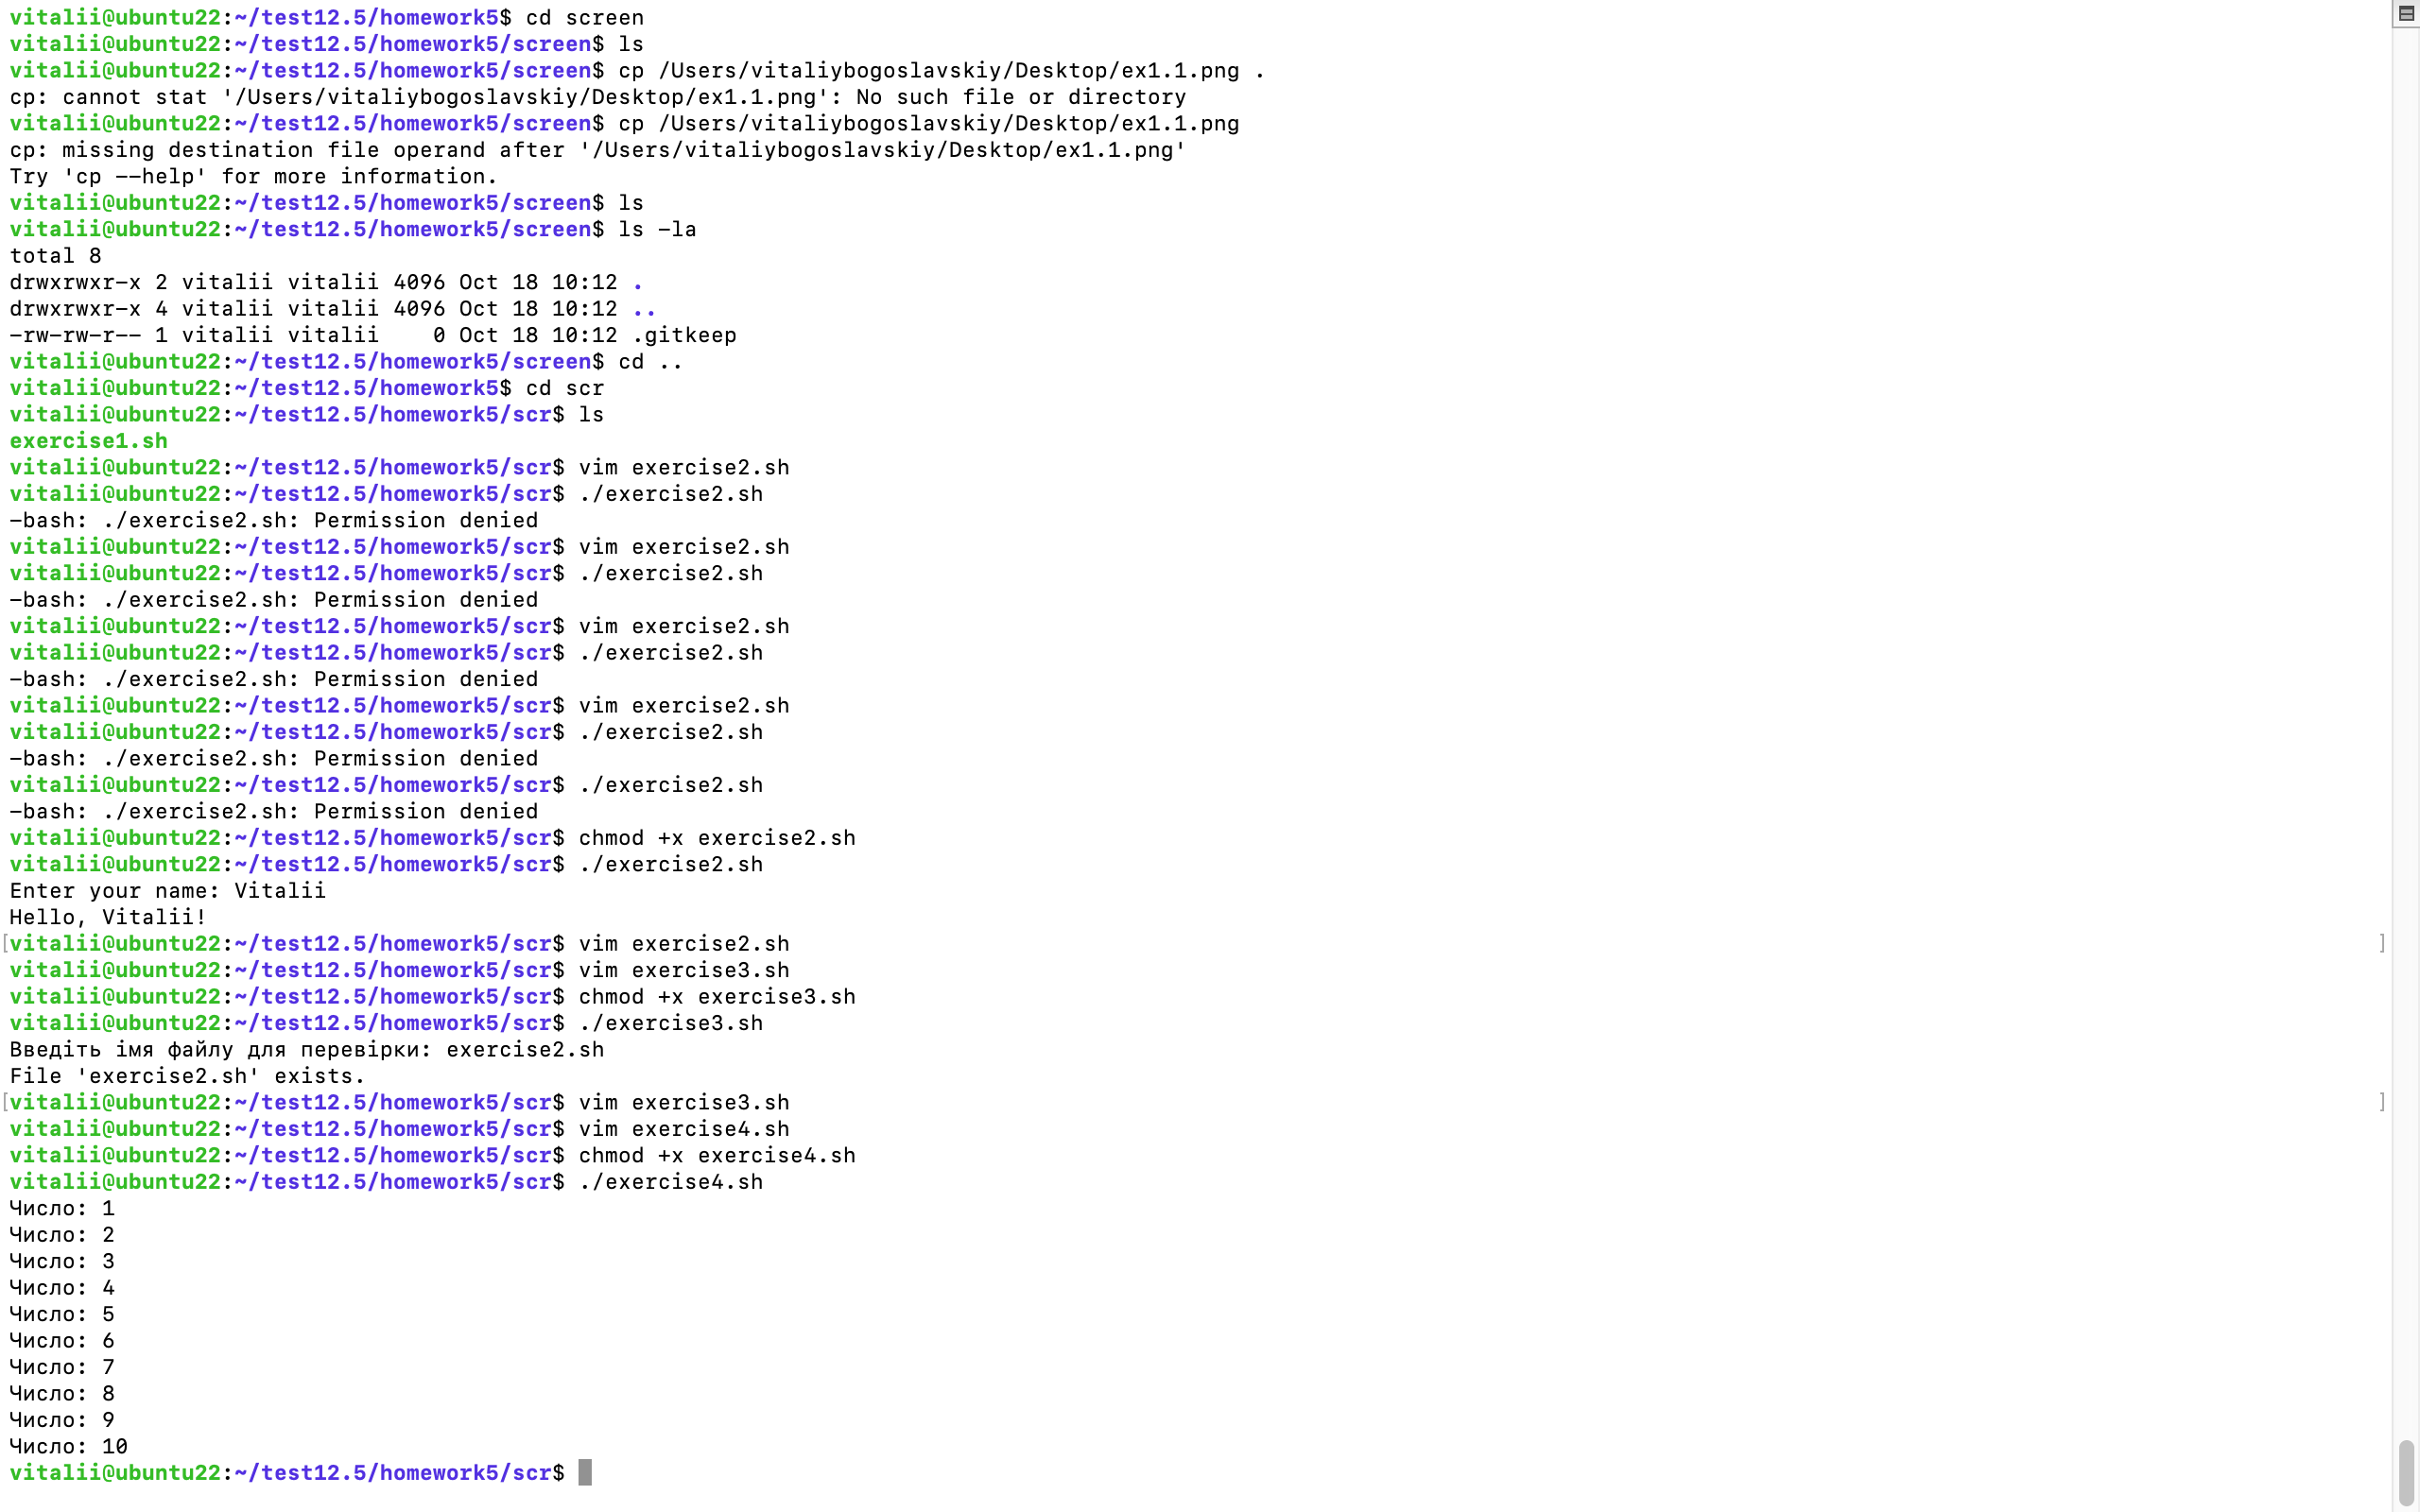 vitalii@ubuntu22:~/test12.5/homework5$ cd screen
vitalii@ubuntu22:~/test12.5/homework5/screen$ ls
vitalii@ubuntu22:~/test12.5/homework5/screen$ cp /Users/vitaliybogoslavskiy/Desktop/ex1.1.png .
cp: cannot stat '/Users/vitaliybogoslavskiy/Desktop/ex1.1.png': No such file or directory
vitalii@ubuntu22:~/test12.5/homework5/screen$ cp /Users/vitaliybogoslavskiy/Desktop/ex1.1.png
cp: missing destination file operand after '/Users/vitaliybogoslavskiy/Desktop/ex1.1.png'
Try 'cp --help' for more information.
vitalii@ubuntu22:~/test12.5/homework5/screen$ ls
vitalii@ubuntu22:~/test12.5/homework5/screen$ ls -la
total 8
drwxrwxr-x 2 vitalii vitalii 4096 Oct 18 10:12 .
drwxrwxr-x 4 vitalii vitalii 4096 Oct 18 10:12 ..
-rw-rw-r-- 1 vitalii vitalii    0 Oct 18 10:12 .gitkeep
vitalii@ubuntu22:~/test12.5/homework5/screen$ cd ..
vitalii@ubuntu22:~/test12.5/homework5$ cd scr
vitalii@ubuntu22:~/test12.5/homework5/scr$ ls
exercise1.sh
vitalii@ubuntu22:~/test12.5/homework5/scr$ vim exercise2.sh
vitalii@ubuntu22:~/test12.5/homework5/scr$ ./exercise2.sh
-bash: ./exercise2.sh: Permission denied
vitalii@ubuntu22:~/test12.5/homework5/scr$ vim exercise2.sh
vitalii@ubuntu22:~/test12.5/homework5/scr$ ./exercise2.sh
-bash: ./exercise2.sh: Permission denied
vitalii@ubuntu22:~/test12.5/homework5/scr$ vim exercise2.sh
vitalii@ubuntu22:~/test12.5/homework5/scr$ ./exercise2.sh
-bash: ./exercise2.sh: Permission denied
vitalii@ubuntu22:~/test12.5/homework5/scr$ vim exercise2.sh
vitalii@ubuntu22:~/test12.5/homework5/scr$ ./exercise2.sh
-bash: ./exercise2.sh: Permission denied
vitalii@ubuntu22:~/test12.5/homework5/scr$ ./exercise2.sh
-bash: ./exercise2.sh: Permission denied
vitalii@ubuntu22:~/test12.5/homework5/scr$ chmod +x exercise2.sh
vitalii@ubuntu22:~/test12.5/homework5/scr$ ./exercise2.sh
Enter your name: Vitalii
Hello, Vitalii!
[vitalii@ubuntu22:~/test12.5/homework5/scr$ vim exercise2.sh ]
vitalii@ubuntu22:~/test12.5/homework5/scr$ vim exercise3.sh
vitalii@ubuntu22:~/test12.5/homework5/scr$ chmod +x exercise3.sh
vitalii@ubuntu22:~/test12.5/homework5/scr$ ./exercise3.sh
Введіть імя файлу для перевірки: exercise2.sh
File 'exercise2.sh' exists.
[vitalii@ubuntu22:~/test12.5/homework5/scr$ vim exercise3.sh ]
vitalii@ubuntu22:~/test12.5/homework5/scr$ vim exercise4.sh
vitalii@ubuntu22:~/test12.5/homework5/scr$ chmod +x exercise4.sh
vitalii@ubuntu22:~/test12.5/homework5/scr$ ./exercise4.sh
Число: 1
Число: 2
Число: 3
Число: 4
Число: 5
Число: 6
Число: 7
Число: 8
Число: 9
Число: 10
vitalii@ubuntu22:~/test12.5/homework5/scr$